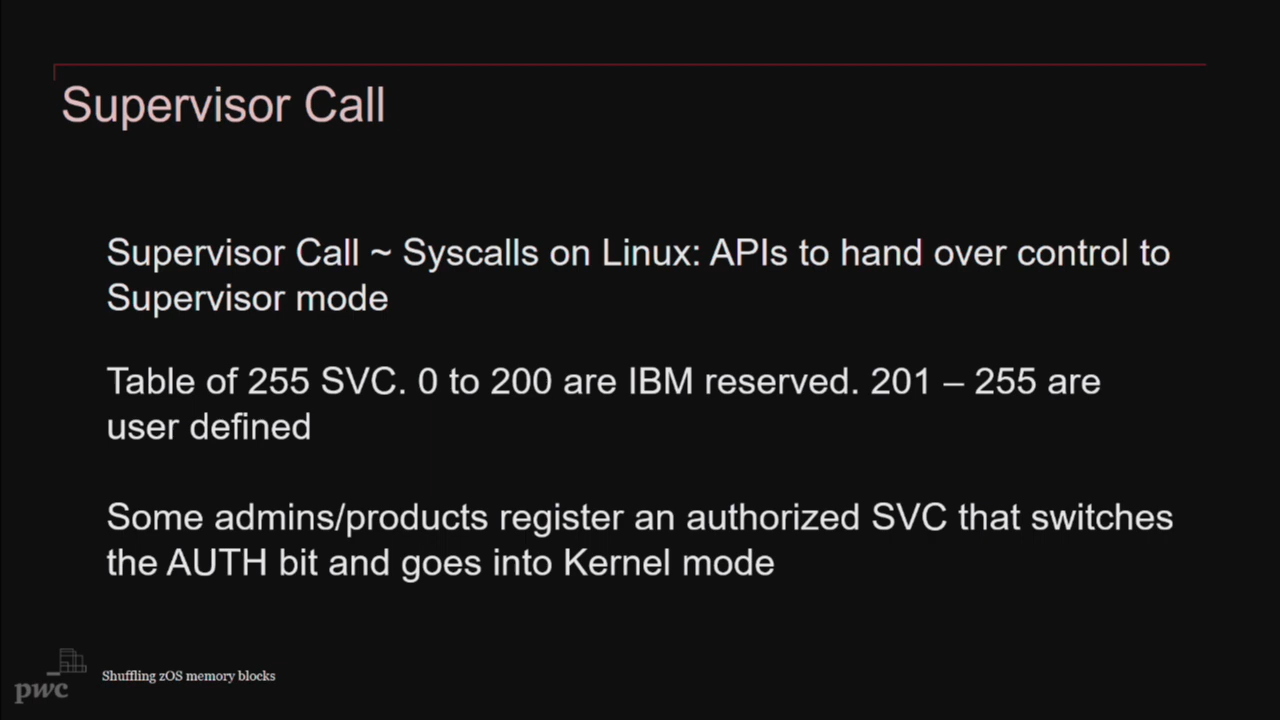 Supervisor Call
Supervisor Call ~ Syscalls on Linux: APIs to hand over control to
Supervisor mode
Table of 255 SVC. 0 to 200 are IBM reserved. 201 – 255 are
user defined
Some admins/products register an authorized SVC that switches
the AUTH bit and goes into Kernel mode
pwc
Shuffling zOS memory blocks